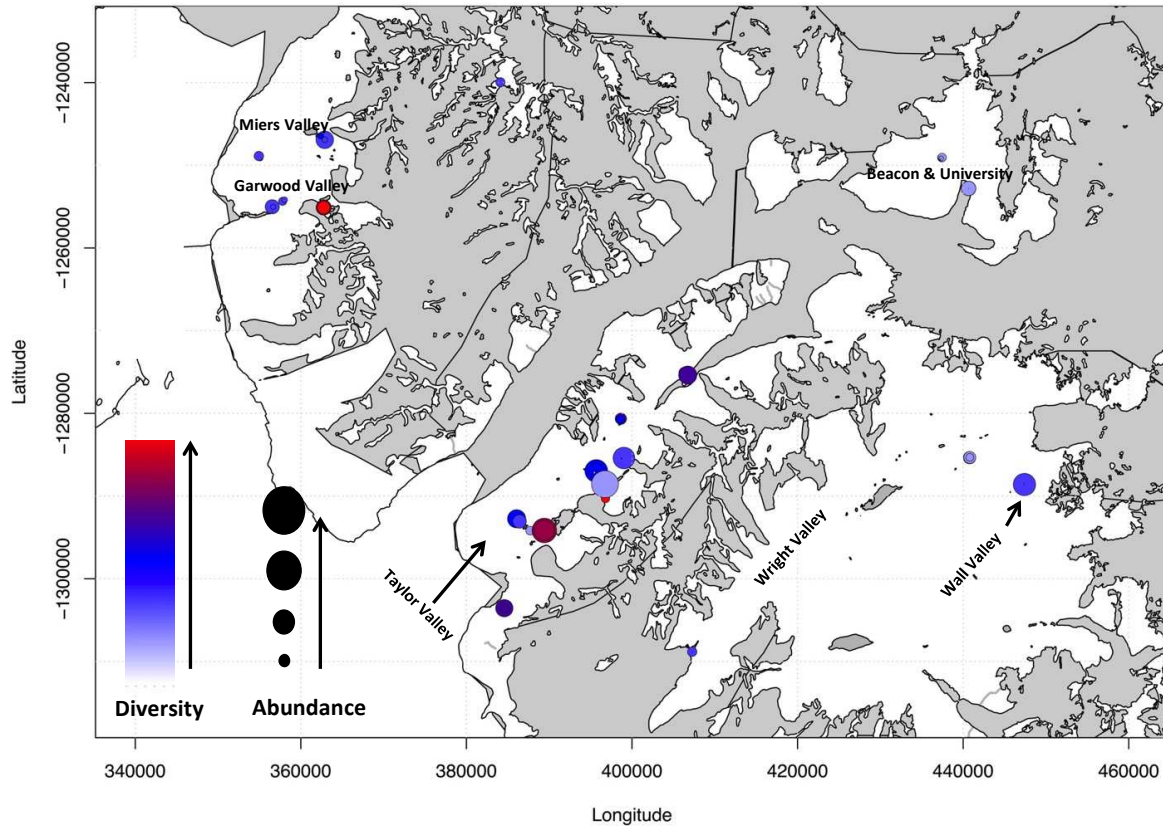 Miers Valley
Garwood Valley
Beacon & University
Taylor Valley
Wright Valley
Wall Valley
Diversity
Abundance
Latitude
-1240000
-1260000
-1280000
-1300000
340000 360000 380000 400000 420000 440000 460000
Longitude